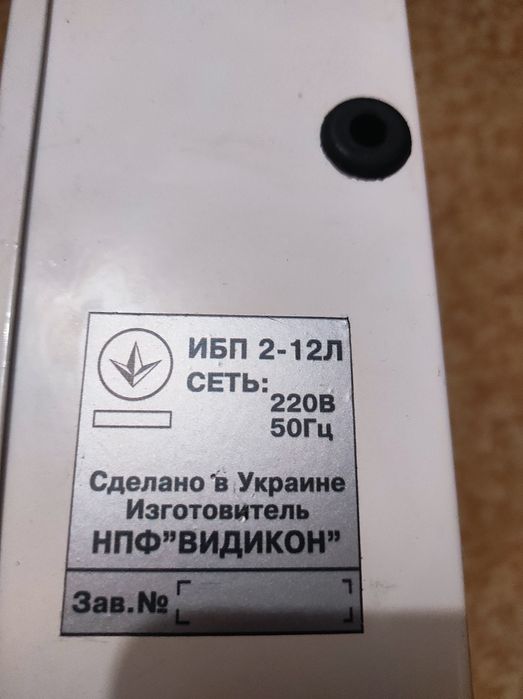 ИБП 2-12Л
СЕТЬ:
220В
50Гц
Сделано в Украине
Изготовитель
НПФ"ВИДИКОН"
Зав.№